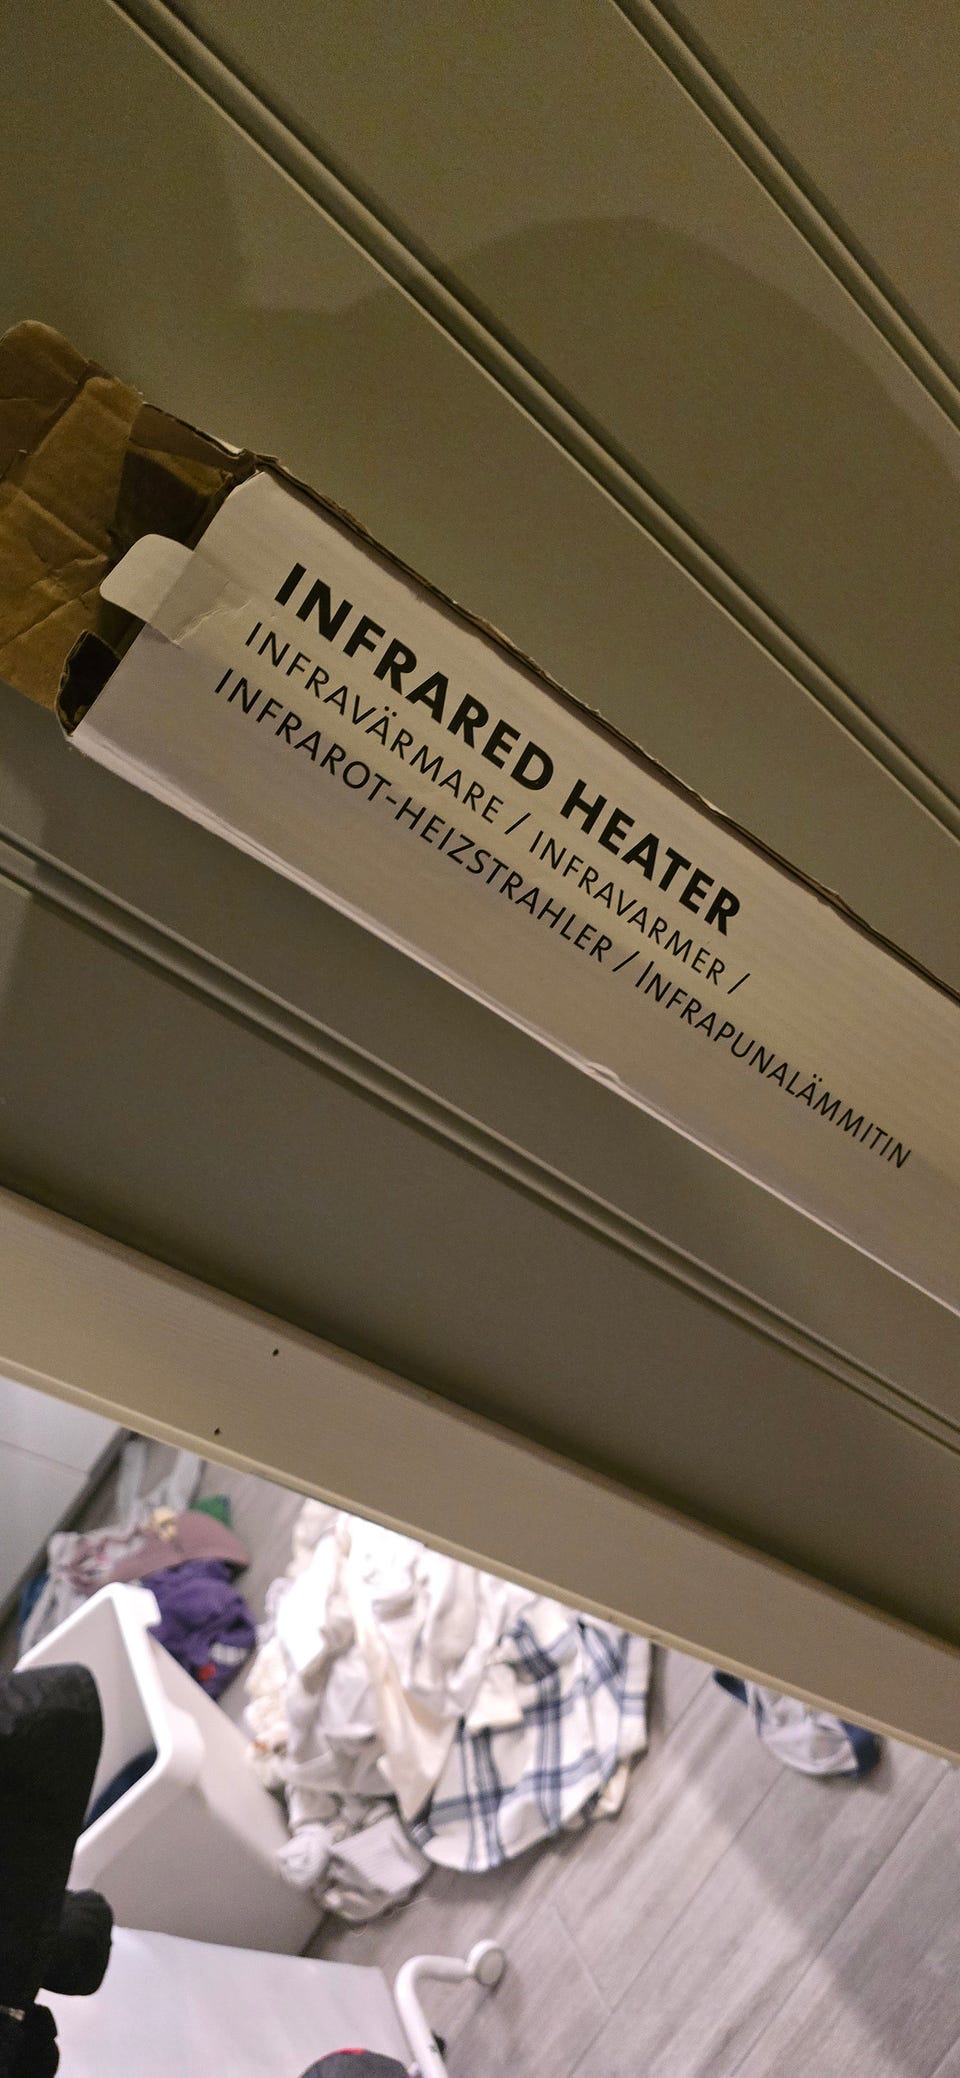 INFRARED HEATER
INFRAVÄRMARE / INFRAVARMER /
INFRAROT-HEIZSTRAHLER / INFRAPUNALÄMMITIN